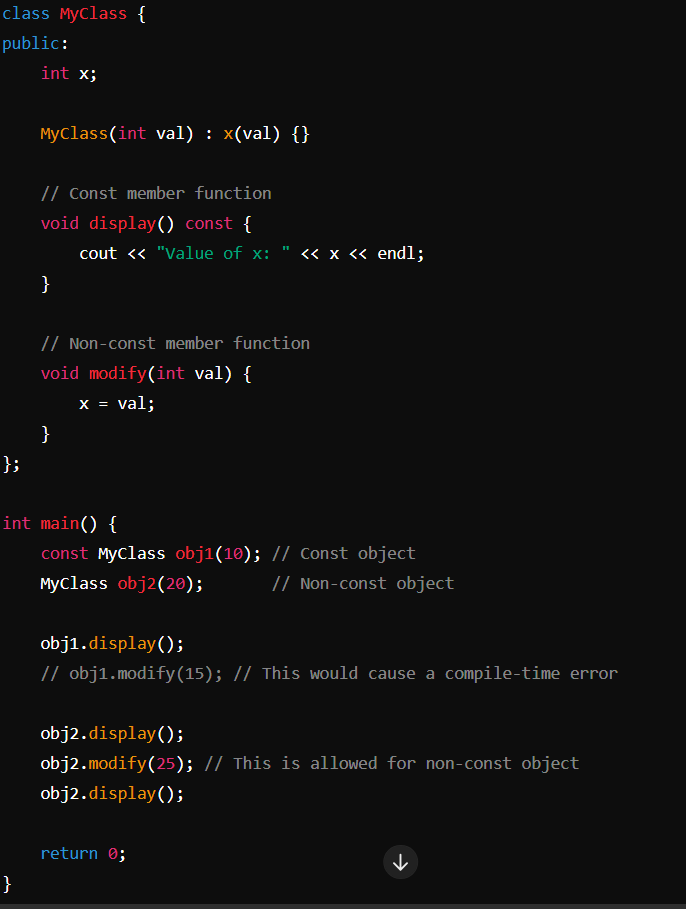 class MyClass {
public:
    int x;

    MyClass(int val) : x(val) {}

    // Const member function
    void display() const {
        cout << "Value of x: " << x << endl;
    }

    // Non-const member function
    void modify(int val) {
        x = val;
    }
};

int main() {
    const MyClass obj1(10); // Const object
    MyClass obj2(20);       // Non-const object

    obj1.display();
    // obj1.modify(15); // This would cause a compile-time error

    obj2.display();
    obj2.modify(25); // This is allowed for non-const object
    obj2.display();

    return 0;
}